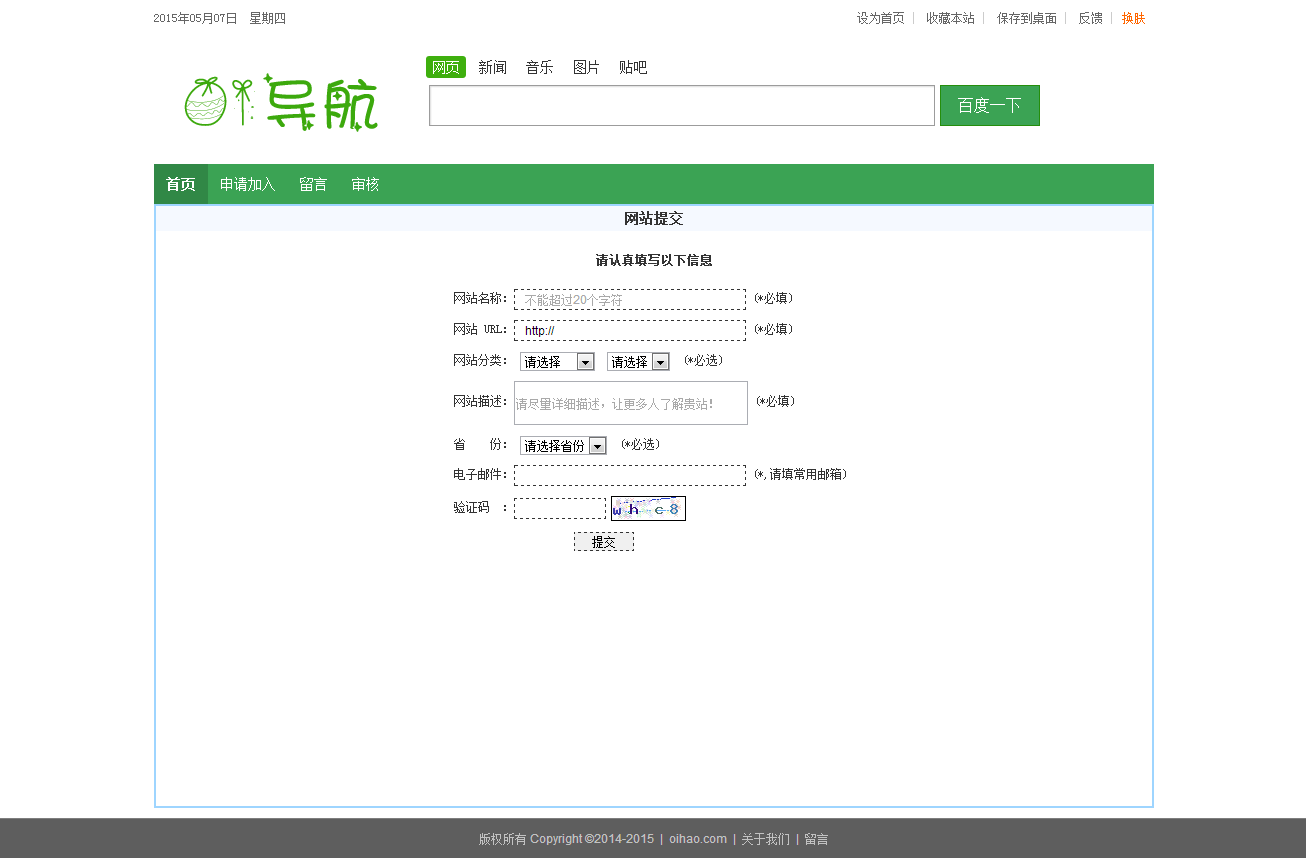 2015年05月07日 星期四
设为首页 收藏本站 保存到桌面 反馈 换肤
网页 新闻 音乐 图片 贴吧
导航
百度一下
首页 申请加入 留言 审核
网站提交
请认真填写以下信息
网站名称： 不能超过20个字符 (*必填)
网站 URL： http:// (*必填)
网站分类： 请选择 请选择 (*必选)
网站描述： 请尽量详细描述，让更多人了解贵站！ (*必填)
省 份： 请选择省份 (*必选)
电子邮件： (*,请填常用邮箱)
验证码 ： w h c 8
提交
版权所有 Copyright ©2014-2015 | oihao.com | 关于我们 | 留言